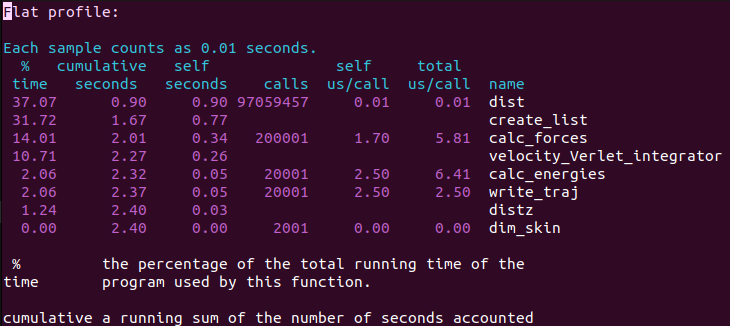 Flat profile:
Each sample counts as 0.01 seconds.
  %   cumulative   self              self     total
 time   seconds   seconds    calls  us/call  us/call  name
 37.07      0.90     0.90 97059457     0.01     0.01  dist
 31.72      1.67     0.77                             create_list
 14.01      2.01     0.34   200001     1.70     5.81  calc_forces
 10.71      2.27     0.26                             velocity_Verlet_integrator
  2.06      2.32     0.05    20001     2.50     6.41  calc_energies
  2.06      2.37     0.05    20001     2.50     2.50  write_traj
  1.24      2.40     0.03                             distz
  0.00      2.40     0.00     2001     0.00     0.00  dim_skin
 %         the percentage of the total running time of the
time       program used by this function.
cumulative a running sum of the number of seconds accounted